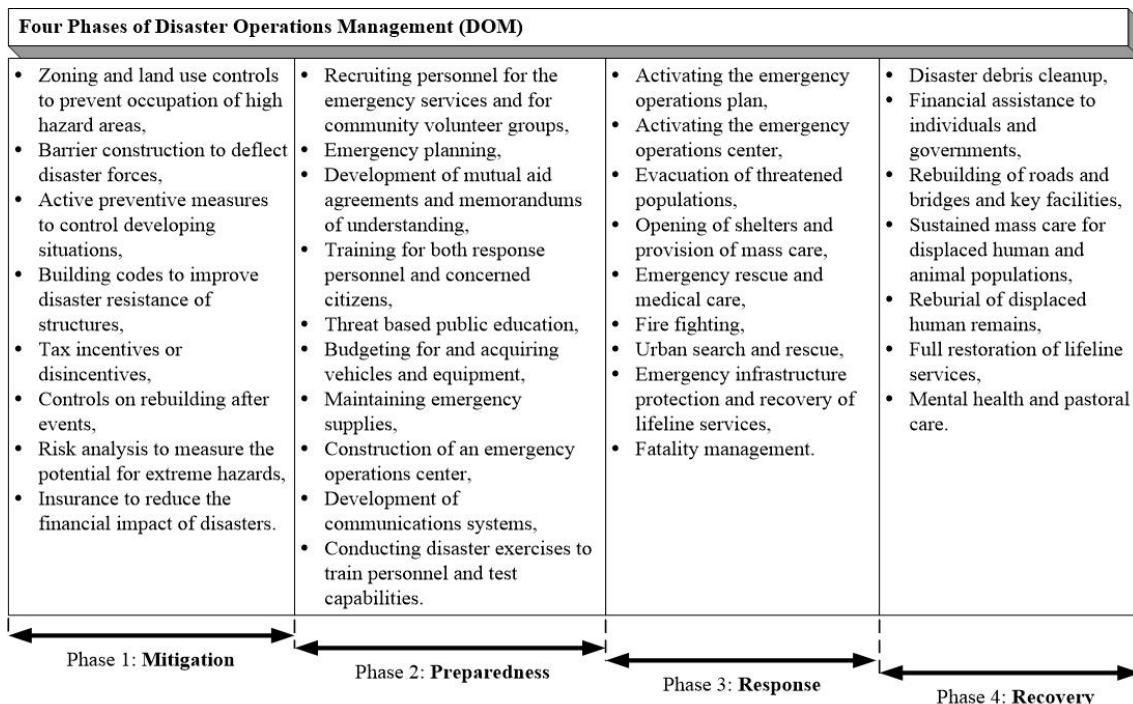 Four Phases of Disaster Operations Management (DOM)
• Zoning and land use controls
to prevent occupation of high
hazard areas,
• Barrier construction to deflect
disaster forces,
• Active preventive measures
to control developing
situations,
• Building codes to improve
disaster resistance of
structures,
• Tax incentives or
disincentives,
• Controls on rebuilding after
events,
• Risk analysis to measure the
potential for extreme hazards,
• Insurance to reduce the
financial impact of disasters.
• Recruiting personnel for the
emergency services and for
community volunteer groups,
• Emergency planning,
• Development of mutual aid
agreements and memorandums
of understanding,
• Training for both response
personnel and concerned
citizens,
• Threat based public education,
• Budgeting for and acquiring
vehicles and equipment,
• Maintaining emergency
supplies,
• Construction of an emergency
operations center,
• Development of
communications systems,
• Conducting disaster exercises to
train personnel and test
capabilities.
• Activating the emergency
operations plan,
• Activating the emergency
operations center,
• Evacuation of threatened
populations,
• Opening of shelters and
provision of mass care,
• Emergency rescue and
medical care,
• Fire fighting,
• Urban search and rescue,
• Emergency infrastructure
protection and recovery of
lifeline services,
• Fatality management.
• Disaster debris cleanup,
• Financial assistance to
individuals and
governments,
• Rebuilding of roads and
bridges and key facilities,
• Sustained mass care for
displaced human and
animal populations,
• Reburial of displaced
human remains,
• Full restoration of lifeline
services,
• Mental health and pastoral
care.
Phase 1: Mitigation
Phase 2: Preparedness
Phase 3: Response
Phase 4: Recovery